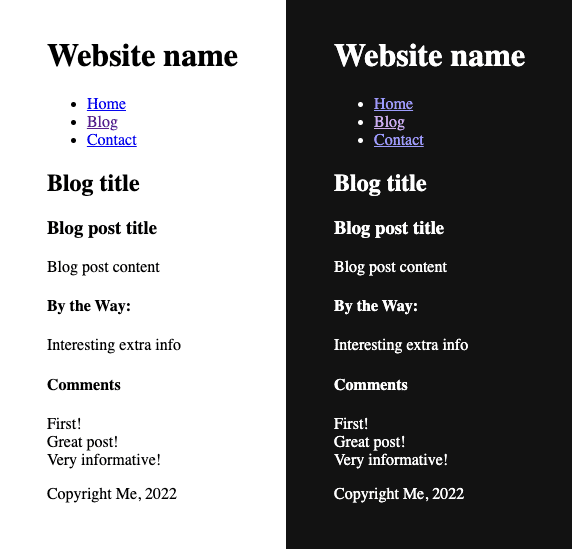 Website name
Home
Blog
Contact
Blog title
Blog post title
Blog post content
By the Way:
Interesting extra info
Comments
First!
Great post!
Very informative!
Copyright Me, 2022
Website name
Home
Blog
Contact
Blog title
Blog post title
Blog post content
By the Way:
Interesting extra info
Comments
First!
Great post!
Very informative!
Copyright Me, 2022